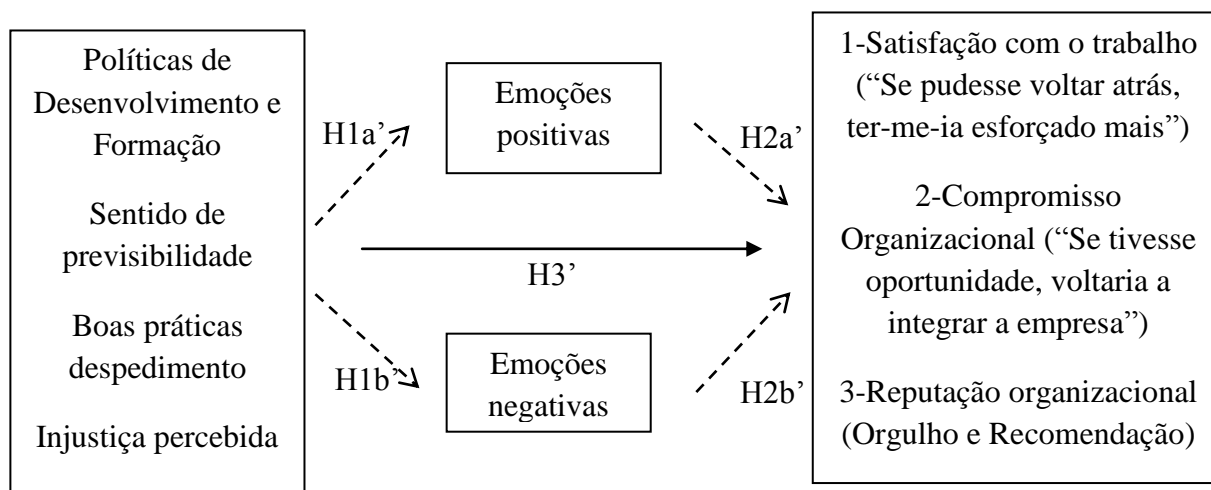 Políticas de
Desenvolvimento e
Formação
Sentido de
previsibilidade
Boas práticas
despedimento
Injustiça percebida
H1a’
H1b’
Emoções
positivas
H3’
Emoções
negativas
H2a’
H2b’
1-Satisfação com o trabalho
(“Se pudesse voltar atrás,
ter-me-ia esforçado mais”)
2-Compromisso
Organizacional (“Se tivesse
oportunidade, voltaria a
integrar a empresa”)
3-Reputação organizacional
(Orgulho e Recomendação)